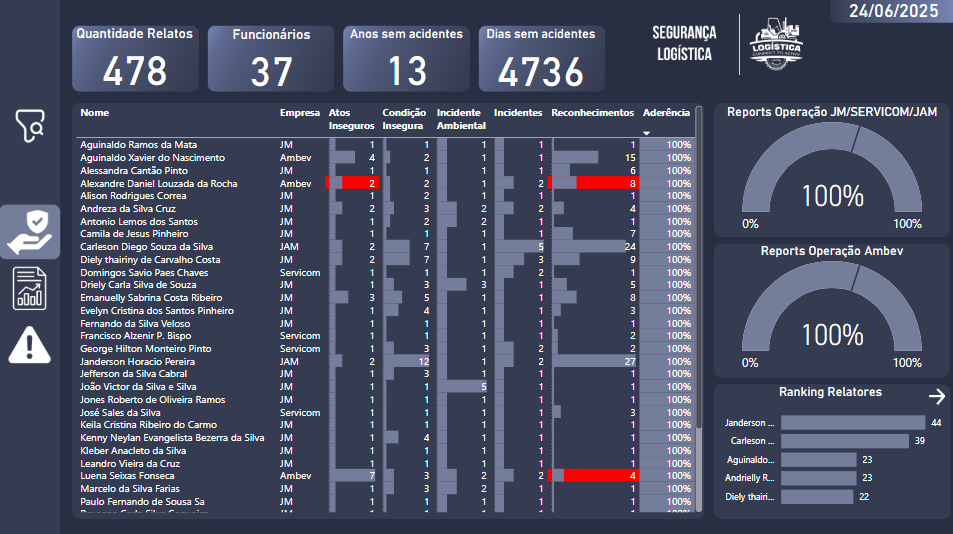 24/06/2025
Quantidade Relatos Funcionários Anos sem acidentes Dias sem acidentes
478 37 13 4736
SEGURANÇA
LOGÍSTICA
LOGÍSTICA
CONNECT TO SERVE
Nome Empresa Atos Inseguros Condição Insegura Incidente Ambiental Incidentes Reconhecimentos Aderência
Aguinaldo Ramos da Mata JM 1 1 1 1 1 100%
Aguinaldo Xavier do Nascimento Ambev 4 2 1 1 15 100%
Alessandra Cantão Pinto JM 1 1 1 1 6 100%
Alexandre Daniel Louzada da Rocha Ambev 2 2 1 2 8 100%
Alison Rodrigues Correa JM 1 1 1 1 1 100%
Andreza da Silva Cruz JM 2 3 2 2 4 100%
Antonio Lemos dos Santos JM 1 2 2 1 1 100%
Camila de Jesus Pinheiro JM 1 1 1 1 7 100%
Carleson Diego Souza da Silva JAM 2 7 1 5 24 100%
Diely thairiny de Carvalho Costa JM 2 7 1 3 9 100%
Domingos Savio Paes Chaves Servicom 1 1 1 2 1 100%
Driely Carla Silva de Souza JM 1 3 3 1 5 100%
Emanuelly Sabrina Costa Ribeiro JM 3 5 1 1 8 100%
Evelyn Cristina dos Santos Pinheiro JM 1 4 1 1 3 100%
Fernando da Silva Veloso JM 1 1 1 1 1 100%
Francisco Alzenir P. Bispo Servicom 1 1 1 1 2 100%
George Hilton Monteiro Pinto Servicom 1 3 1 2 2 100%
Janderson Horacio Pereira JAM 2 12 1 2 27 100%
Jefferson da Silva Cabral JM 1 3 1 1 1 100%
João Victor da Silva e Silva JM 1 1 5 1 1 100%
Jones Roberto de Oliveira Ramos JM 1 1 1 1 1 100%
José Sales da Silva Servicom 1 1 1 1 3 100%
Keila Cristina Ribeiro do Carmo JM 1 1 1 1 1 100%
Kenny Neylan Evangelista Bezerra da Silva JM 1 4 1 1 1 100%
Kleber Anacleto da Silva JM 1 1 1 1 1 100%
Leandro Vieira da Cruz JM 1 1 1 1 1 100%
Luena Seixas Fonseca Ambev 7 3 2 2 4 100%
Marcelo da Silva Farias JM 1 3 2 1 1 100%
Paulo Fernando de Sousa Sa JM 1 1 1 1 1 100%
Reports Operação JM/SERVICOM/JAM
100%
0% 100%
Reports Operação Ambev
100%
0% 100%
Ranking Relatores
Janderson ... 44
Carleson ... 39
Aguinaldo... 23
Andrielly R... 23
Diely thairi... 22